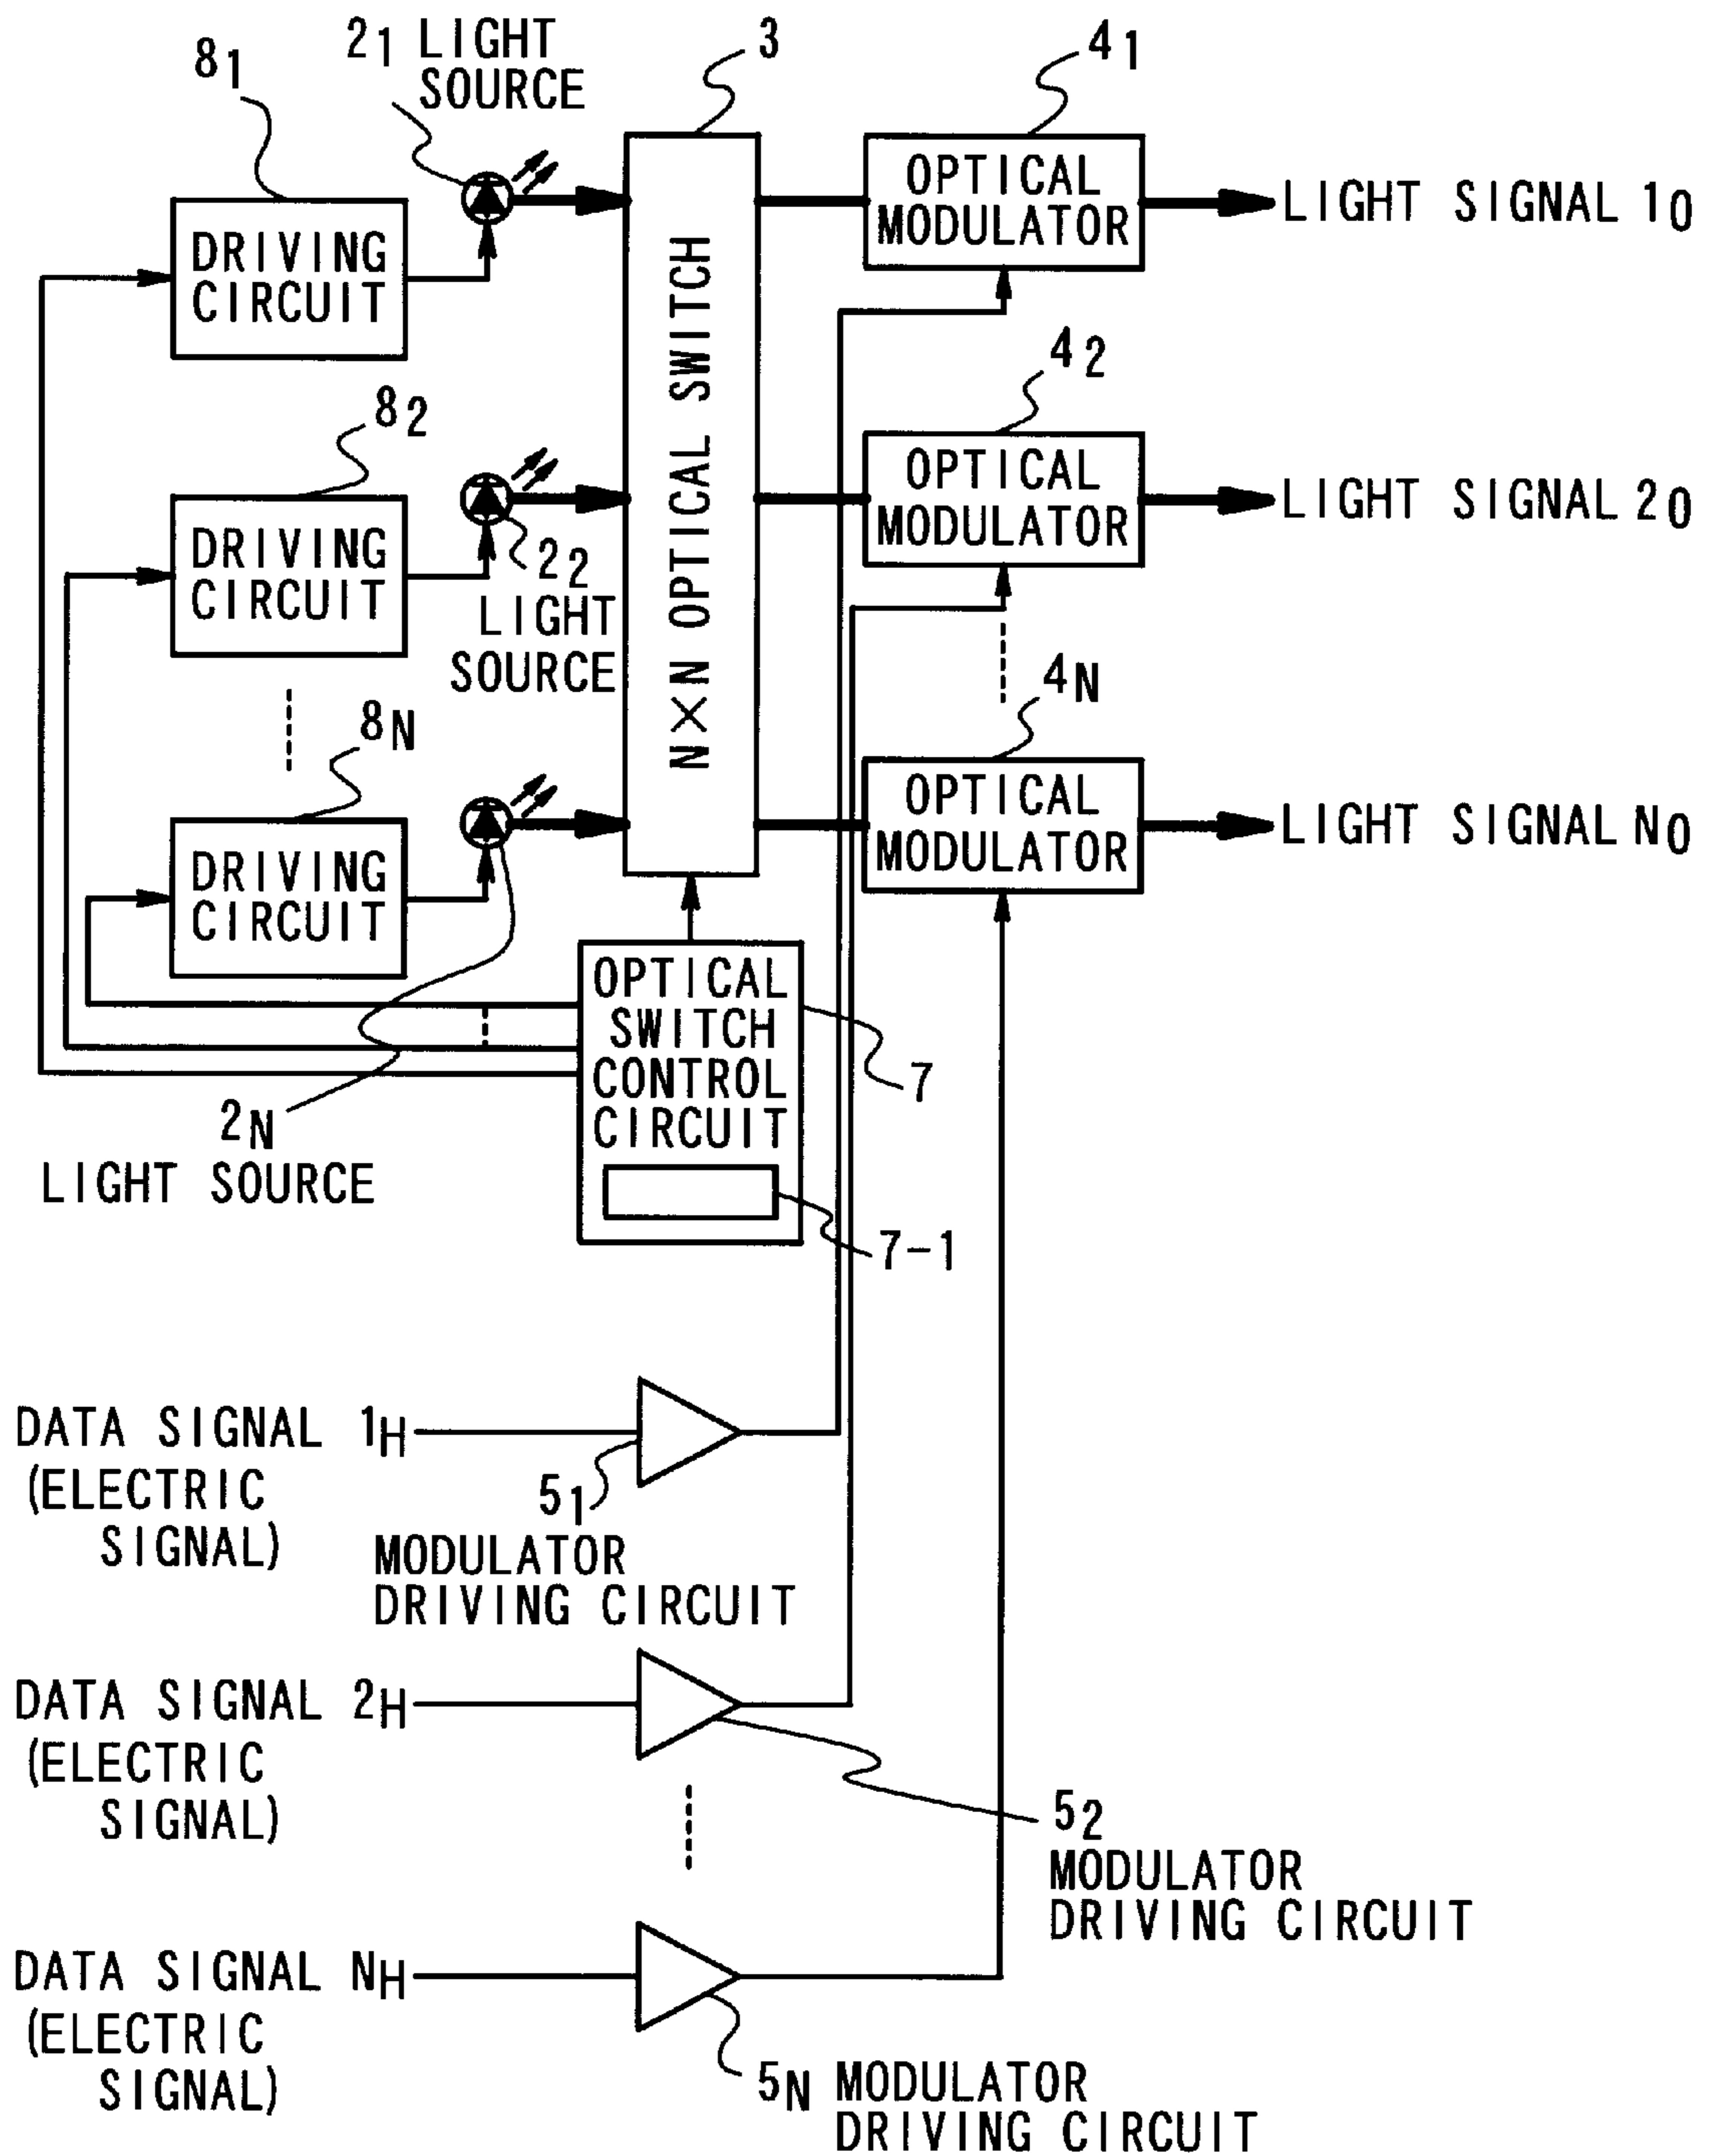 2₁ LIGHT
SOURCE
8₁
3
4₁
DRIVING
CIRCUIT
OPTICAL
MODULATOR
LIGHT SIGNAL 1₀
8₂
4₂
DRIVING
CIRCUIT
2₂
LIGHT
SOURCE
N×N OPTICAL SWITCH
OPTICAL
MODULATOR
LIGHT SIGNAL 2₀
8N
4N
DRIVING
CIRCUIT
OPTICAL
MODULATOR
LIGHT SIGNAL N₀
OPTICAL
SWITCH
CONTROL
CIRCUIT
7
2N
LIGHT SOURCE
7-1
DATA SIGNAL 1H
(ELECTRIC
SIGNAL)
5₁
MODULATOR
DRIVING CIRCUIT
DATA SIGNAL 2H
(ELECTRIC
SIGNAL)
5₂
MODULATOR
DRIVING CIRCUIT
DATA SIGNAL NH
(ELECTRIC
SIGNAL)
5N MODULATOR
DRIVING CIRCUIT